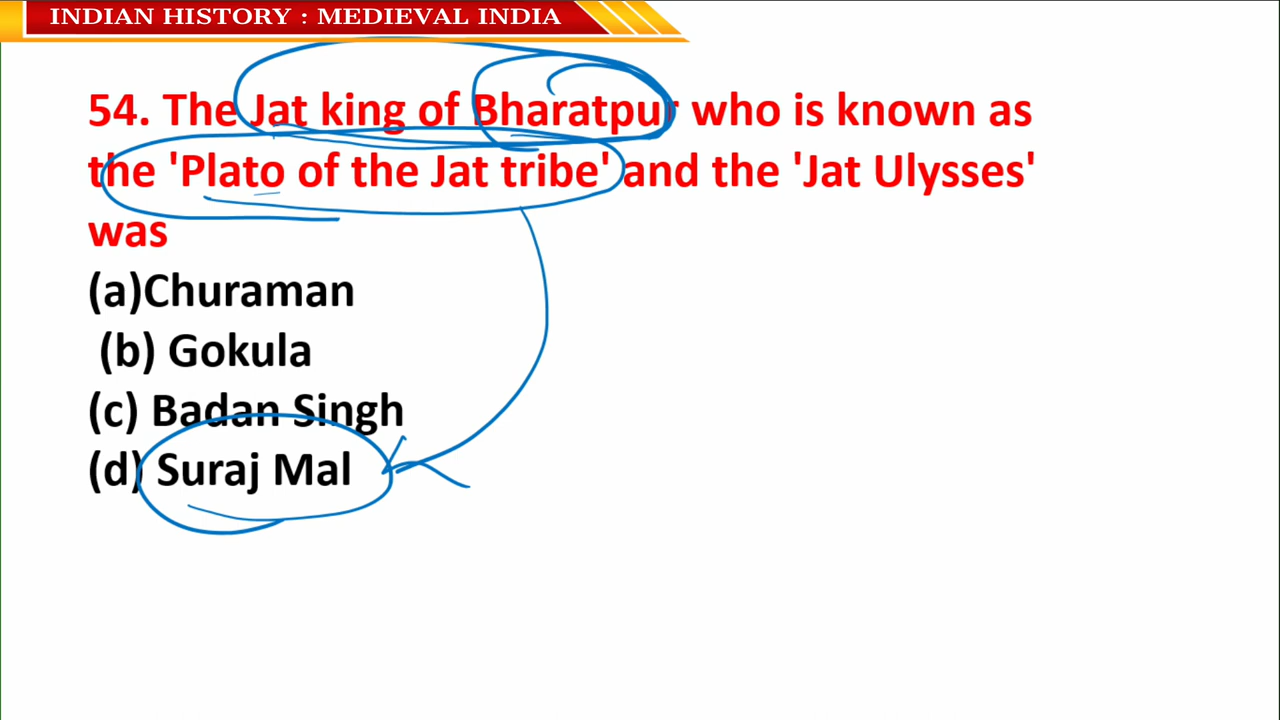 INDIAN HISTORY : MEDIEVAL INDIA
54. The Jat king of Bharatpur who is known as
the 'Plato of the Jat tribe' and the 'Jat Ulysses'
was
(a)Churaman
(b) Gokula
(c) Badan Singh
(d) Suraj Mal